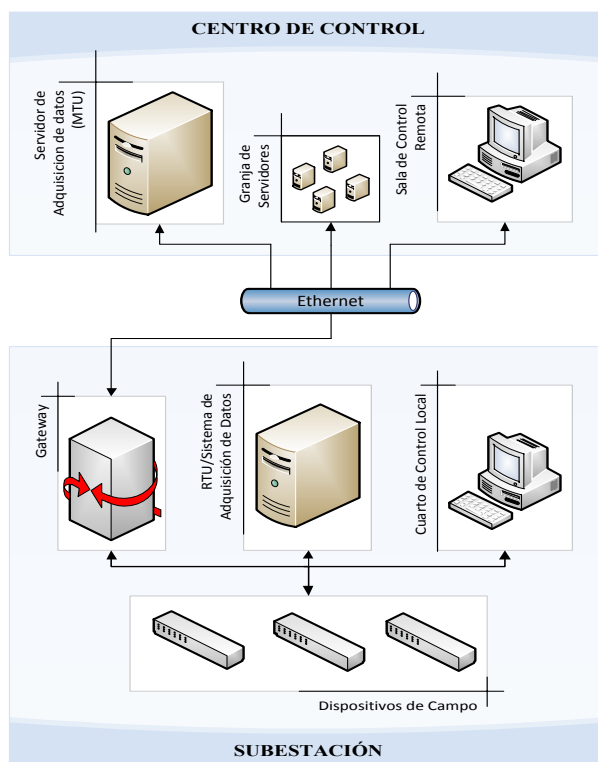 CENTRO DE CONTROL
Servidor de
Adquisicion de datos
(MTU)
Granja de
Servidores
Sala de Control
Remota
Ethernet
Gateway
RTU/Sistema de
Adquisición de Datos
Cuarto de Control Local
Dispositivos de Campo
SUBESTACIÓN